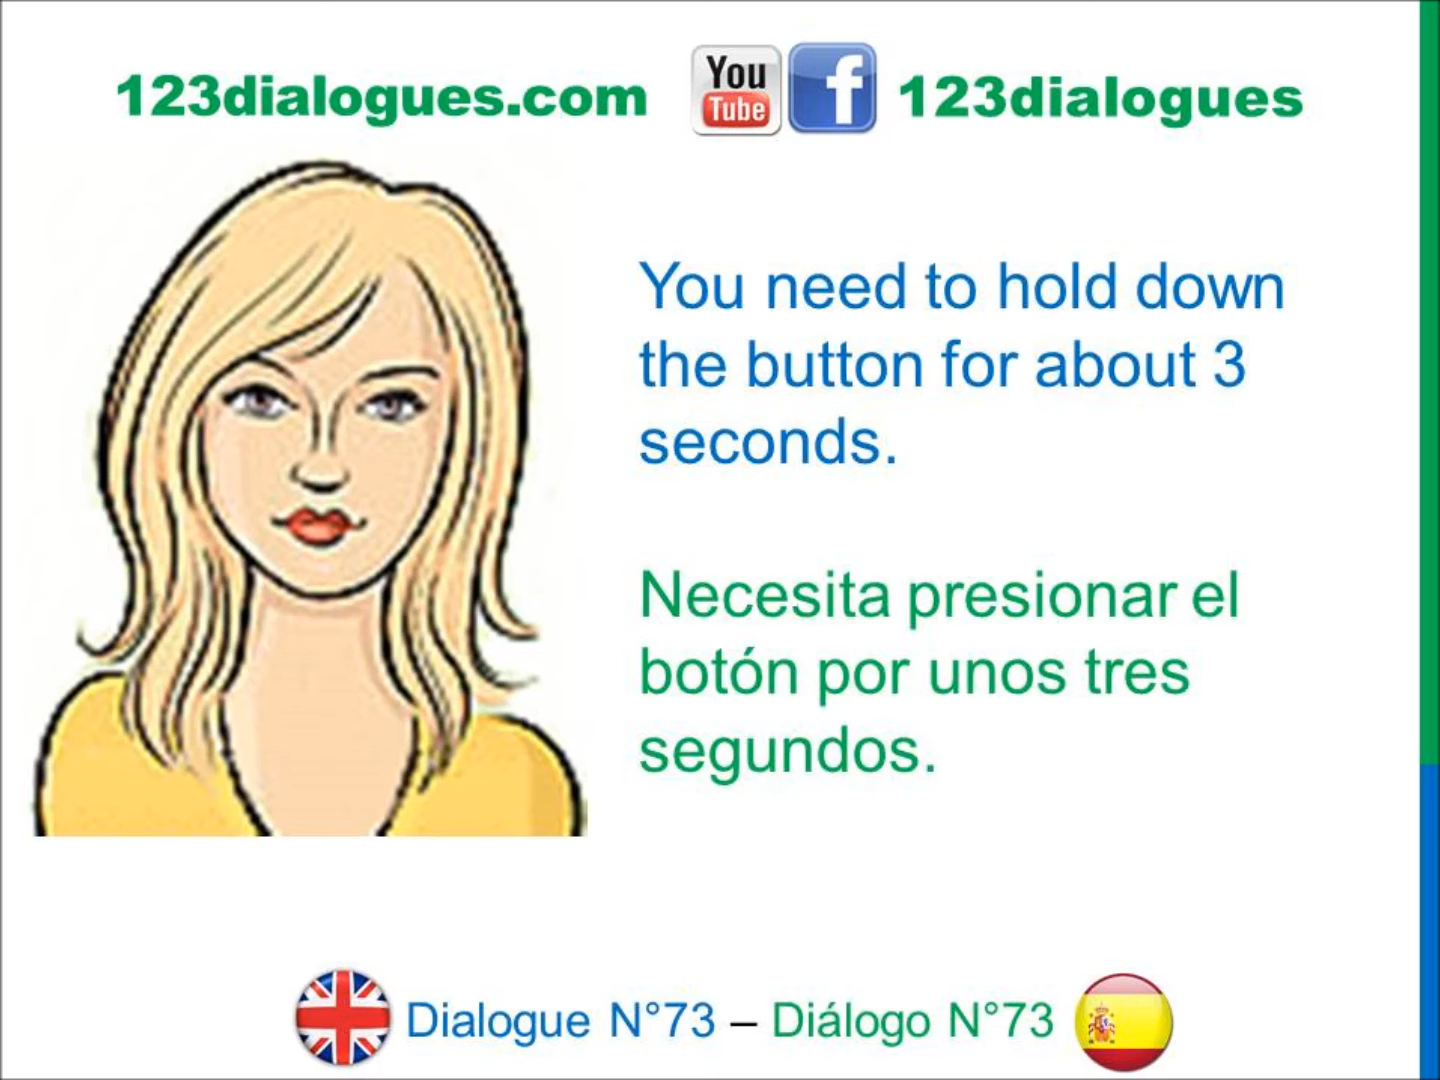 123dialogues.com You Tube f 123dialogues
You need to hold down
the button for about 3
seconds.
Necesita presionar el
botón por unos tres
segundos.
Dialogue N°73 – Diálogo N°73